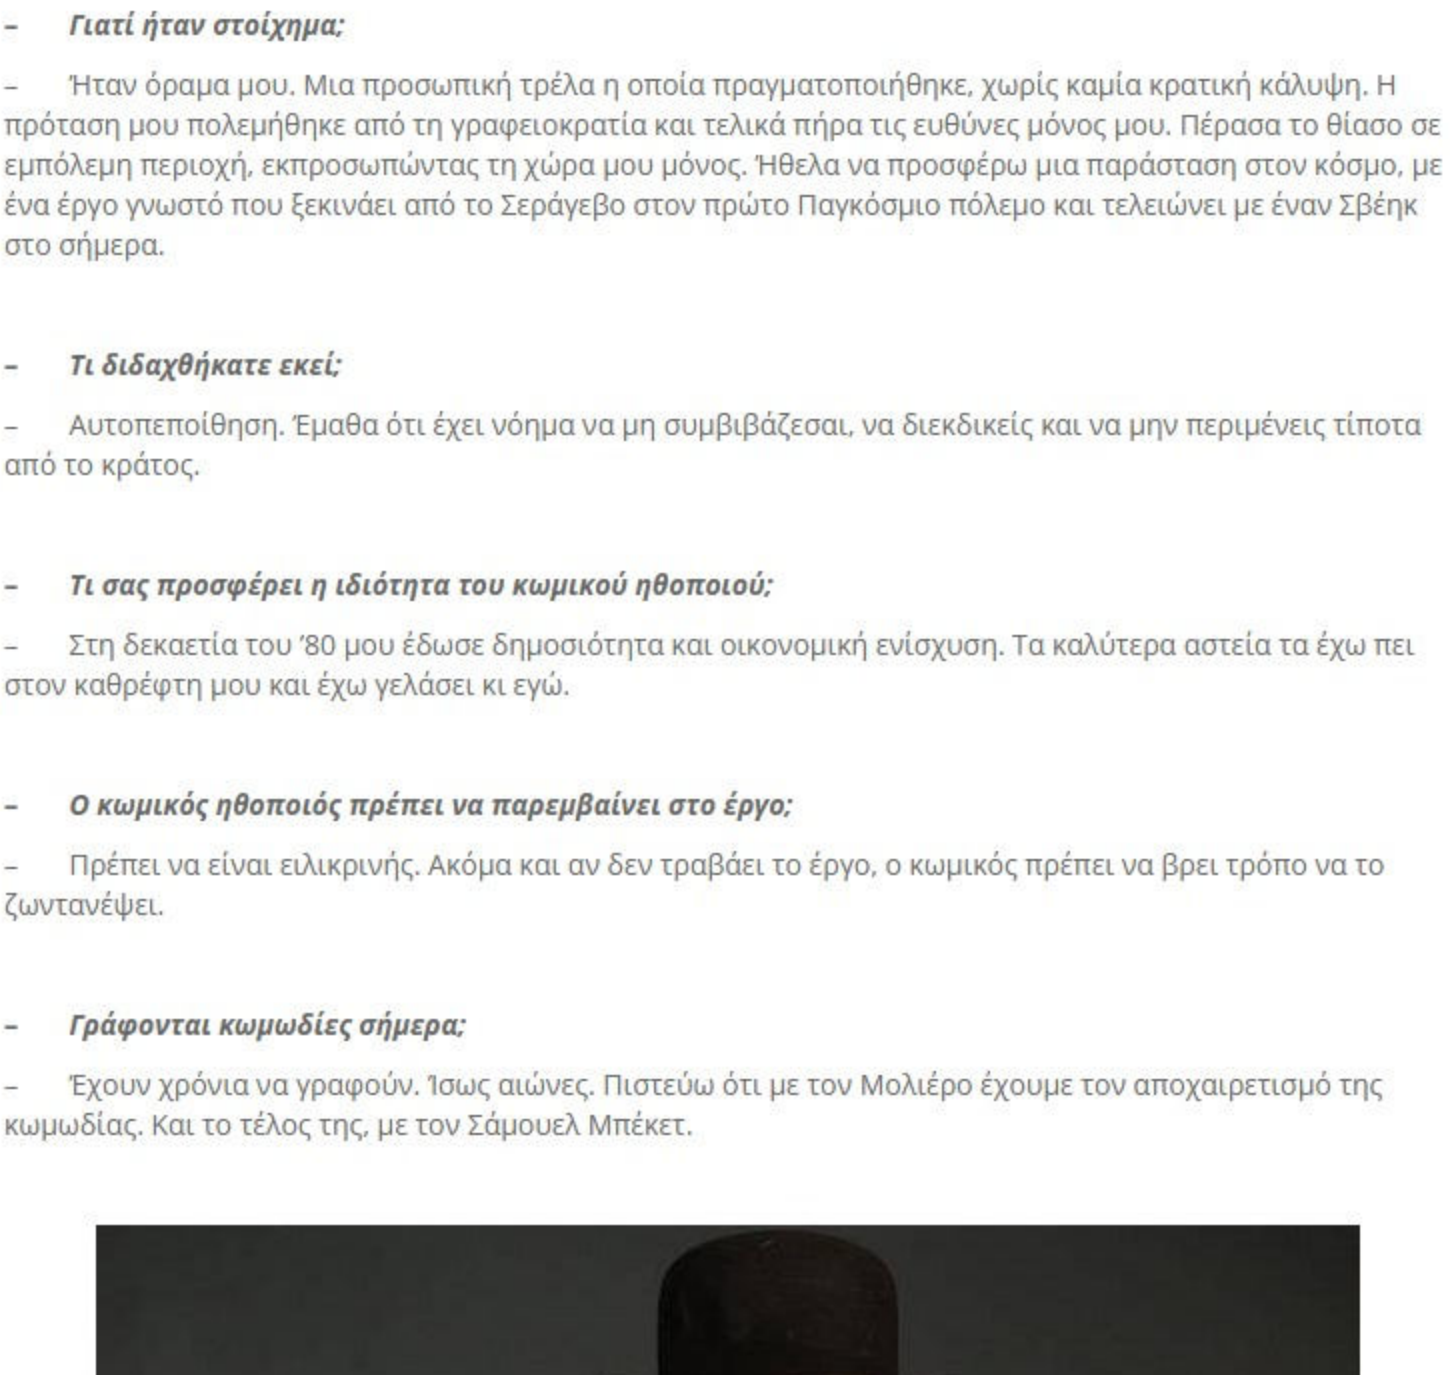 – Γιατί ήταν στοίχημα;
– Ήταν όραμα μου. Μια προσωπική τρέλα η οποία πραγματοποιήθηκε, χωρίς καμία κρατική κάλυψη. Η
πρόταση μου πολεμήθηκε από τη γραφειοκρατία και τελικά πήρα τις ευθύνες μόνος μου. Πέρασα το θίασο σε
εμπόλεμη περιοχή, εκπροσωπώντας τη χώρα μου μόνος. Ήθελα να προσφέρω μια παράσταση στον κόσμο, με
ένα έργο γνωστό που ξεκινάει από το Σεράγεβο στον πρώτο Παγκόσμιο πόλεμο και τελειώνει με έναν Σβέηκ
στο σήμερα.
– Τι διδαχθήκατε εκεί;
– Αυτοπεποίθηση. Έμαθα ότι έχει νόημα να μη συμβιβάζεσαι, να διεκδικείς και να μην περιμένεις τίποτα
από το κράτος.
– Τι σας προσφέρει η ιδιότητα του κωμικού ηθοποιού;
– Στη δεκαετία του ’80 μου έδωσε δημοσιότητα και οικονομική ενίσχυση. Τα καλύτερα αστεία τα έχω πει
στον καθρέφτη μου και έχω γελάσει κι εγώ.
– Ο κωμικός ηθοποιός πρέπει να παρεμβαίνει στο έργο;
– Πρέπει να είναι ειλικρινής. Ακόμα και αν δεν τραβάει το έργο, ο κωμικός πρέπει να βρει τρόπο να το
ζωντανέψει.
– Γράφονται κωμωδίες σήμερα;
– Έχουν χρόνια να γραφούν. Ίσως αιώνες. Πιστεύω ότι με τον Μολιέρο έχουμε τον αποχαιρετισμό της
κωμωδίας. Και το τέλος της, με τον Σάμουελ Μπέκετ.